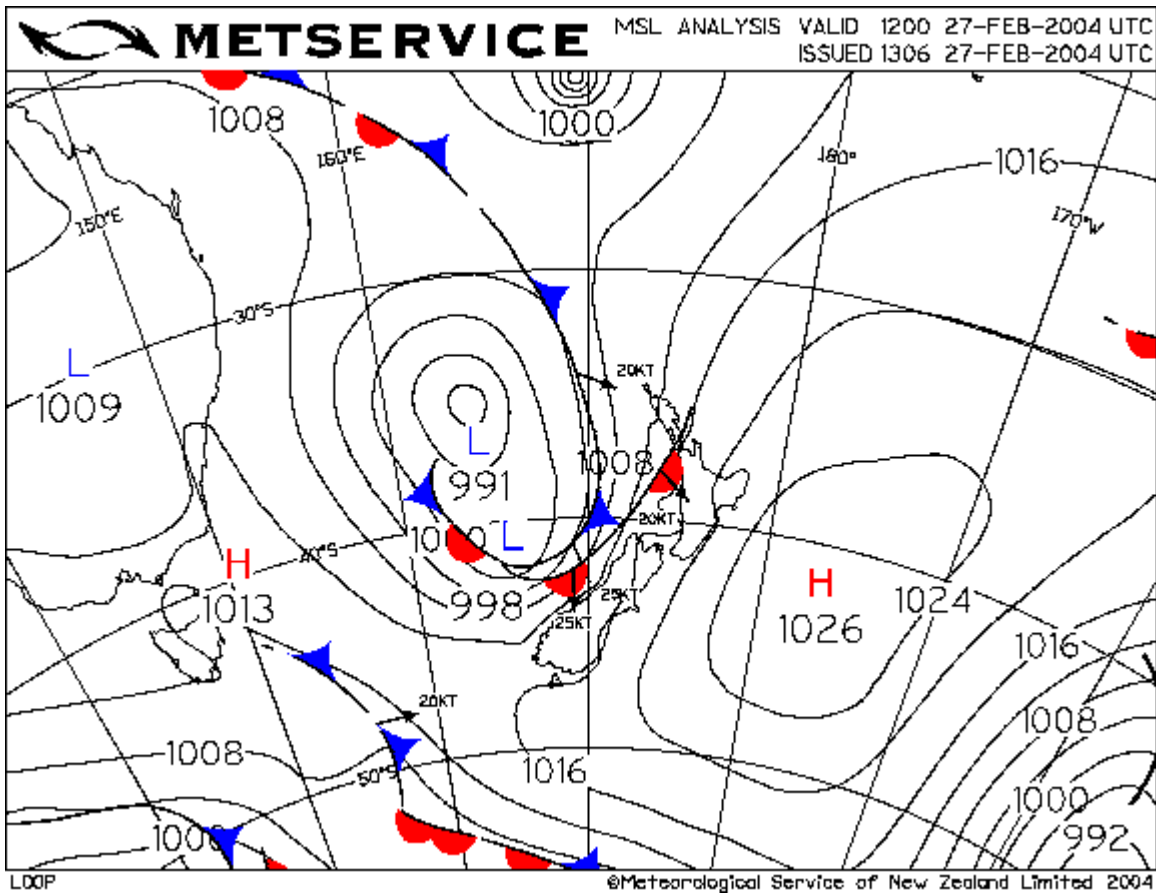 METSERVICE
MSL ANALYSIS VALID 1200 27-FEB-2004 UTC
ISSUED 1306 27-FEB-2004 UTC
1008
1000
160°E
180°
1016
150°E
170°W
30°S
L
1009
20KT
L
991
1008
20KT
1000
L
40°S
H
1013
998
25KT
25KT
H
1026
1024
1016
20KT
1008
1008
1016
50°S
1000
992
LOOP
©Meteorological Service of New Zealand Limited 2004